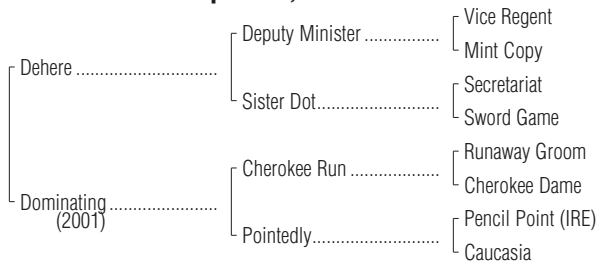 Vice Regent
Deputy Minister ................
Mint Copy
Dehere ..............................
Secretariat
Sister Dot..........................
Sword Game
Runaway Groom
Cherokee Run ...................
Cherokee Dame
Dominating.......................
(2001)
Pencil Point (IRE)
Pointedly...........................
Caucasia